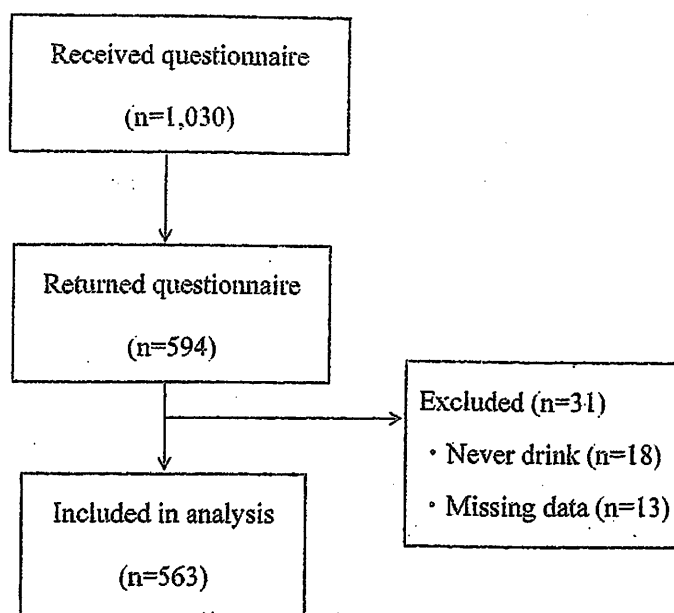 Received questionnaire
(n=1,030)
Returned questionnaire
(n=594)
Excluded (n=31)
・Never drink (n=18)
・Missing data (n=13)
Included in analysis
(n=563)